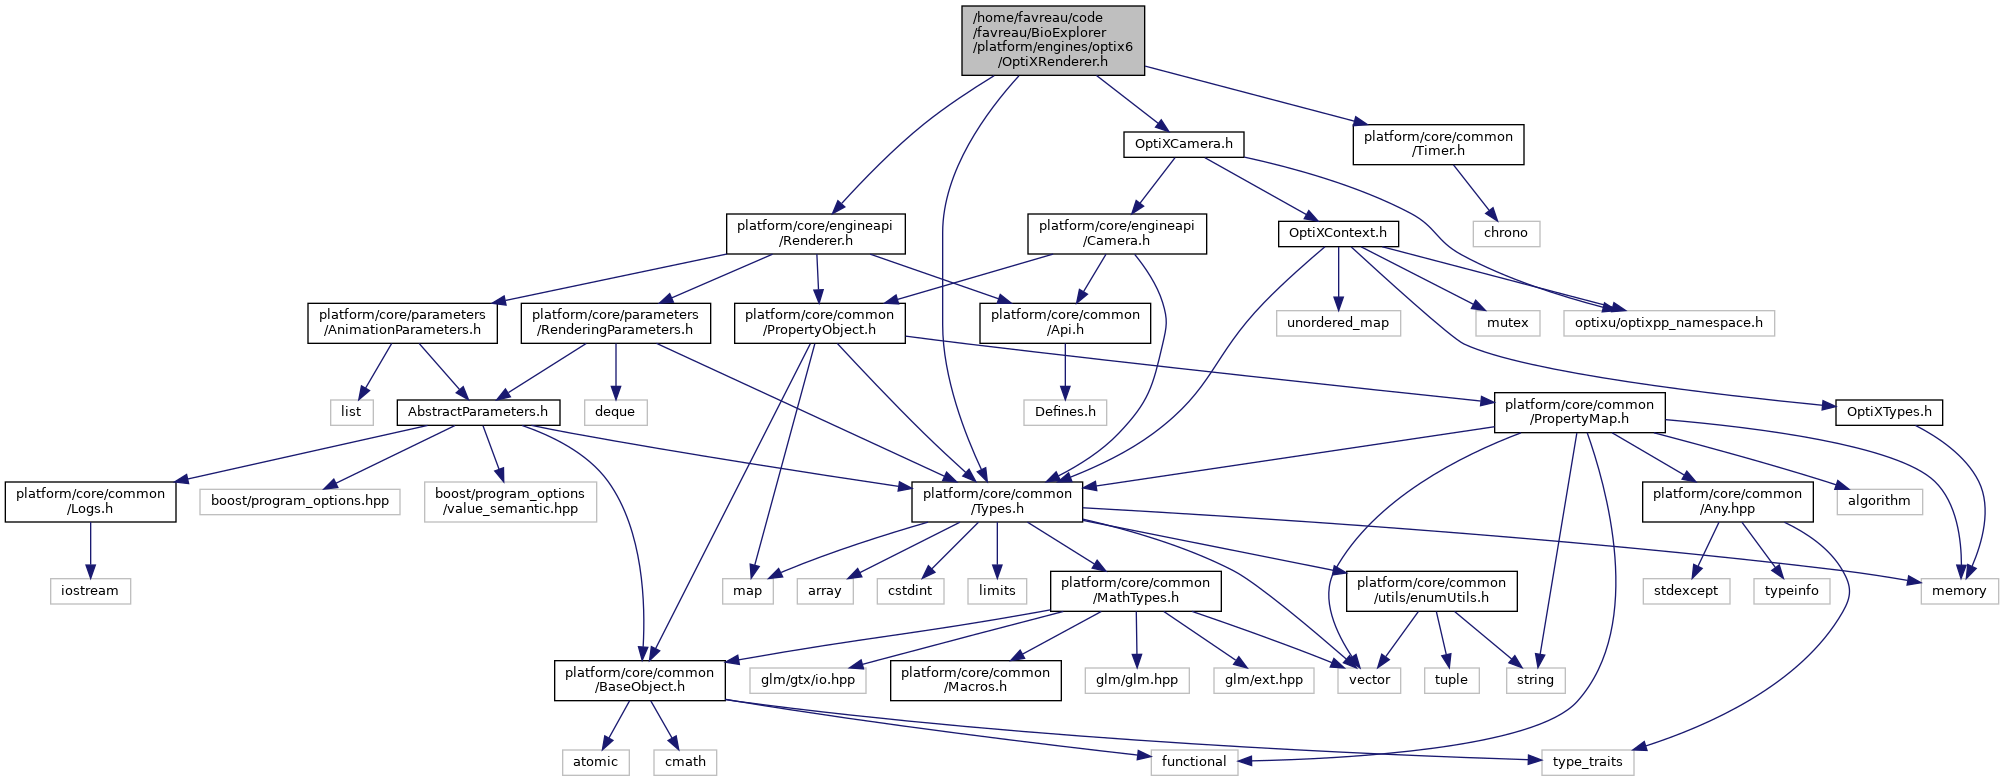 /home/favreau/code
/favreau/BioExplorer
/platform/engines/optix6
/OptiXRenderer.h
OptiXCamera.h
platform/core/common
/Timer.h
platform/core/engineapi
/Renderer.h
platform/core/engineapi
/Camera.h
OptiXContext.h
chrono
platform/core/parameters
/AnimationParameters.h
platform/core/parameters
/RenderingParameters.h
platform/core/common
/PropertyObject.h
platform/core/common
/Api.h
unordered_map
mutex
optixu/optixpp_namespace.h
list
AbstractParameters.h
deque
Defines.h
platform/core/common
/PropertyMap.h
OptiXTypes.h
platform/core/common
/Logs.h
boost/program_options.hpp
boost/program_options
/value_semantic.hpp
platform/core/common
/Types.h
platform/core/common
/Any.hpp
algorithm
iostream
map
array
cstdint
limits
platform/core/common
/MathTypes.h
platform/core/common
/utils/enumUtils.h
stdexcept
typeinfo
memory
platform/core/common
/BaseObject.h
glm/gtx/io.hpp
platform/core/common
/Macros.h
glm/glm.hpp
glm/ext.hpp
vector
tuple
string
atomic
cmath
functional
type_traits